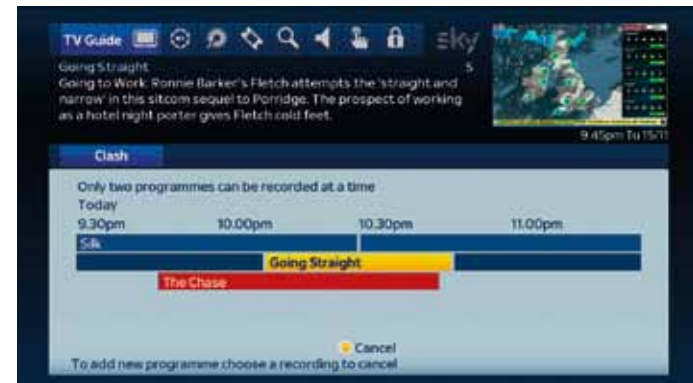 TV Guide
sky
Going Straight
5
Going to Work. Ronnie Barker's Fletch attempts the 'straight and
narrow' in this sitcom sequel to Porridge. The prospect of working
as a hotel night porter gives Fletch cold feet.
9.45pm Tu 15/11
Clash
Only two programmes can be recorded at a time
Today
9.30pm 10.00pm 10.30pm 11.00pm
Silk
Going Straight
The Chase
Cancel
To add new programme choose a recording to cancel